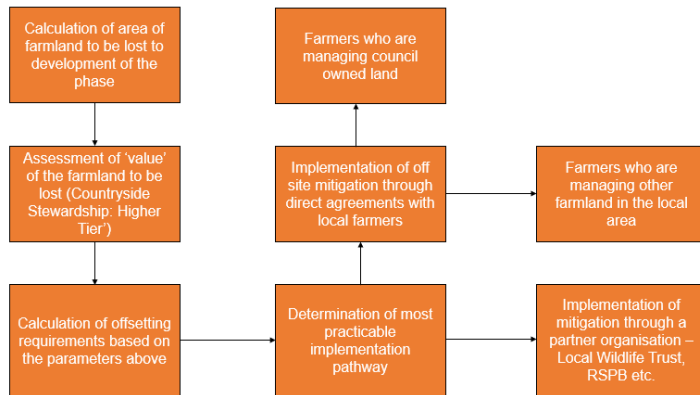 Calculation of area of
farmland to be lost to
development of the
phase
Assessment of ‘value’
of the farmland to be
lost (Countryside
Stewardship: Higher
Tier’)
Calculation of offsetting
requirements based on
the parameters above
Determination of most
practicable
implementation
pathway
Implementation of off
site mitigation through
direct agreements with
local farmers
Farmers who are
managing council
owned land
Farmers who are
managing other
farmland in the local
area
Implementation of
mitigation through a
partner organisation –
Local Wildlife Trust,
RSPB etc.